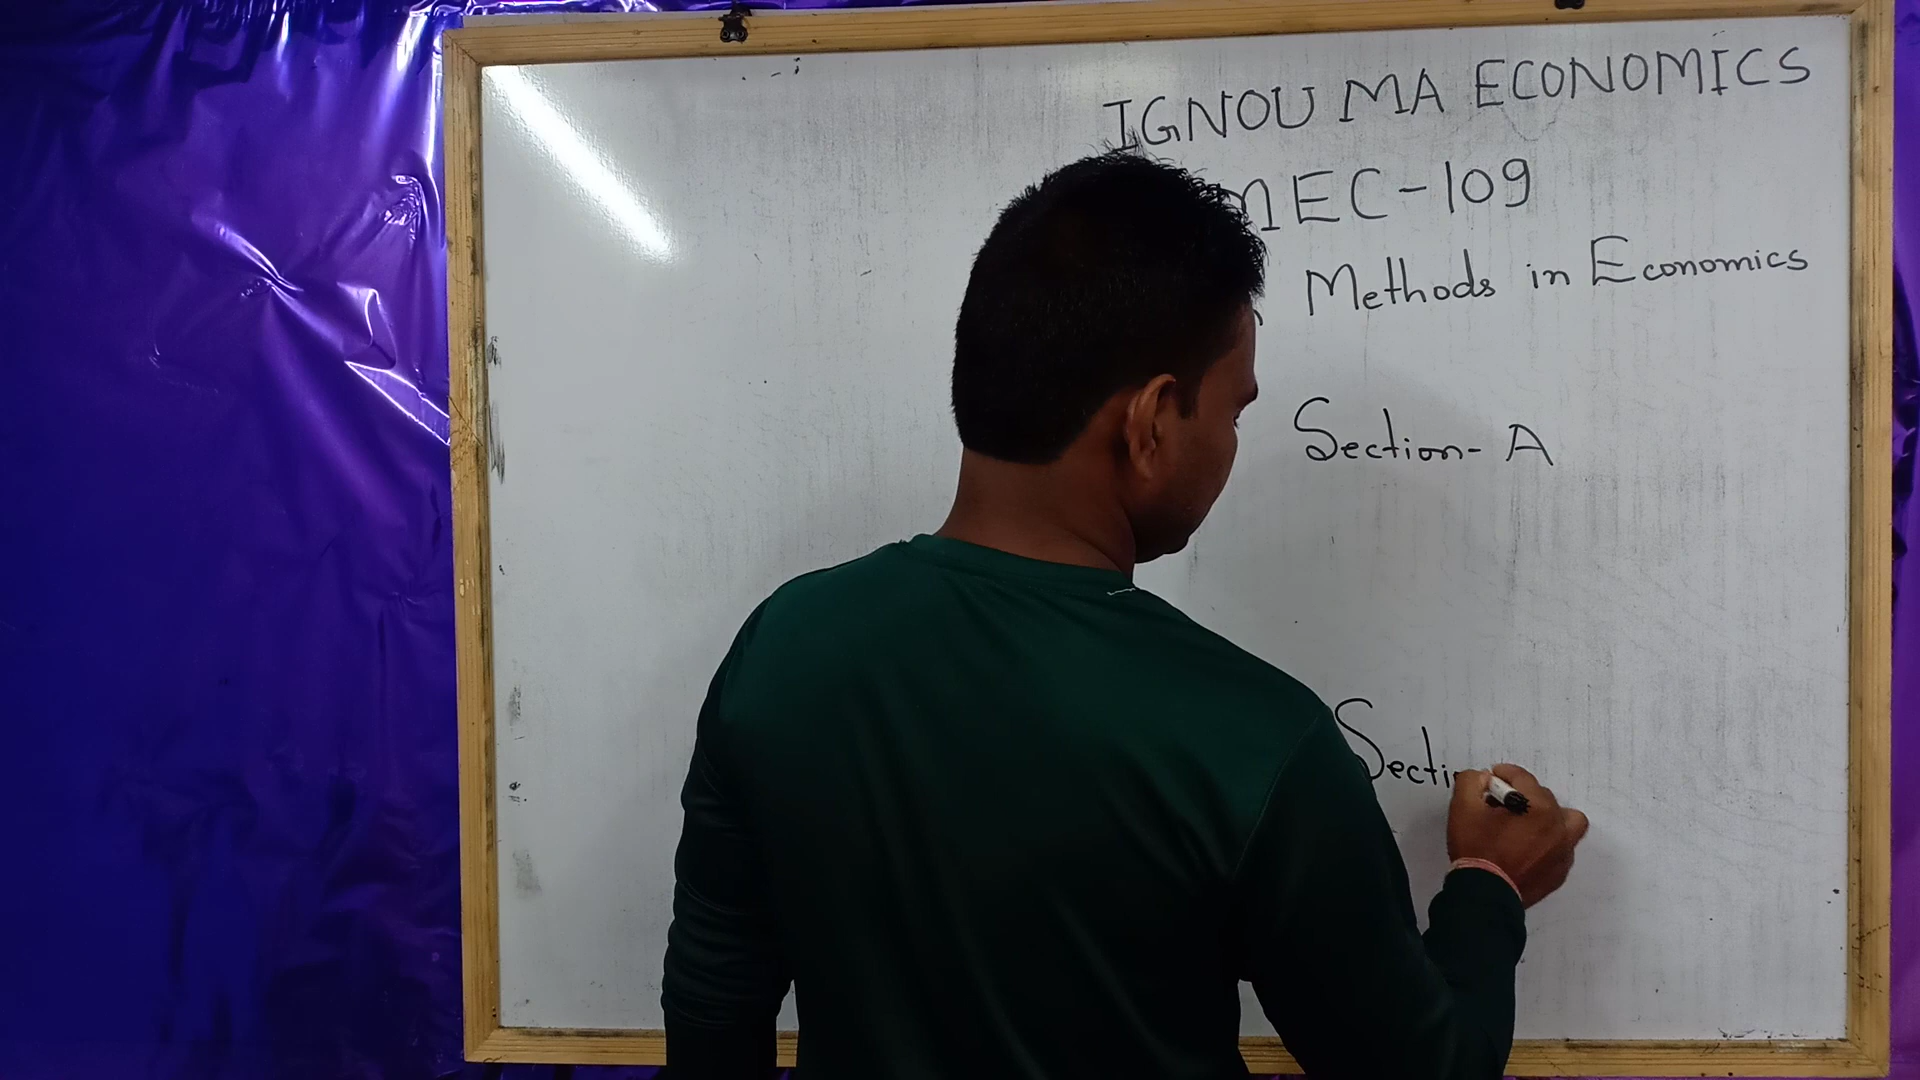 IGNOU MA ECONOMICS
MEC-109
Methods in Economics
Section- A
Secti